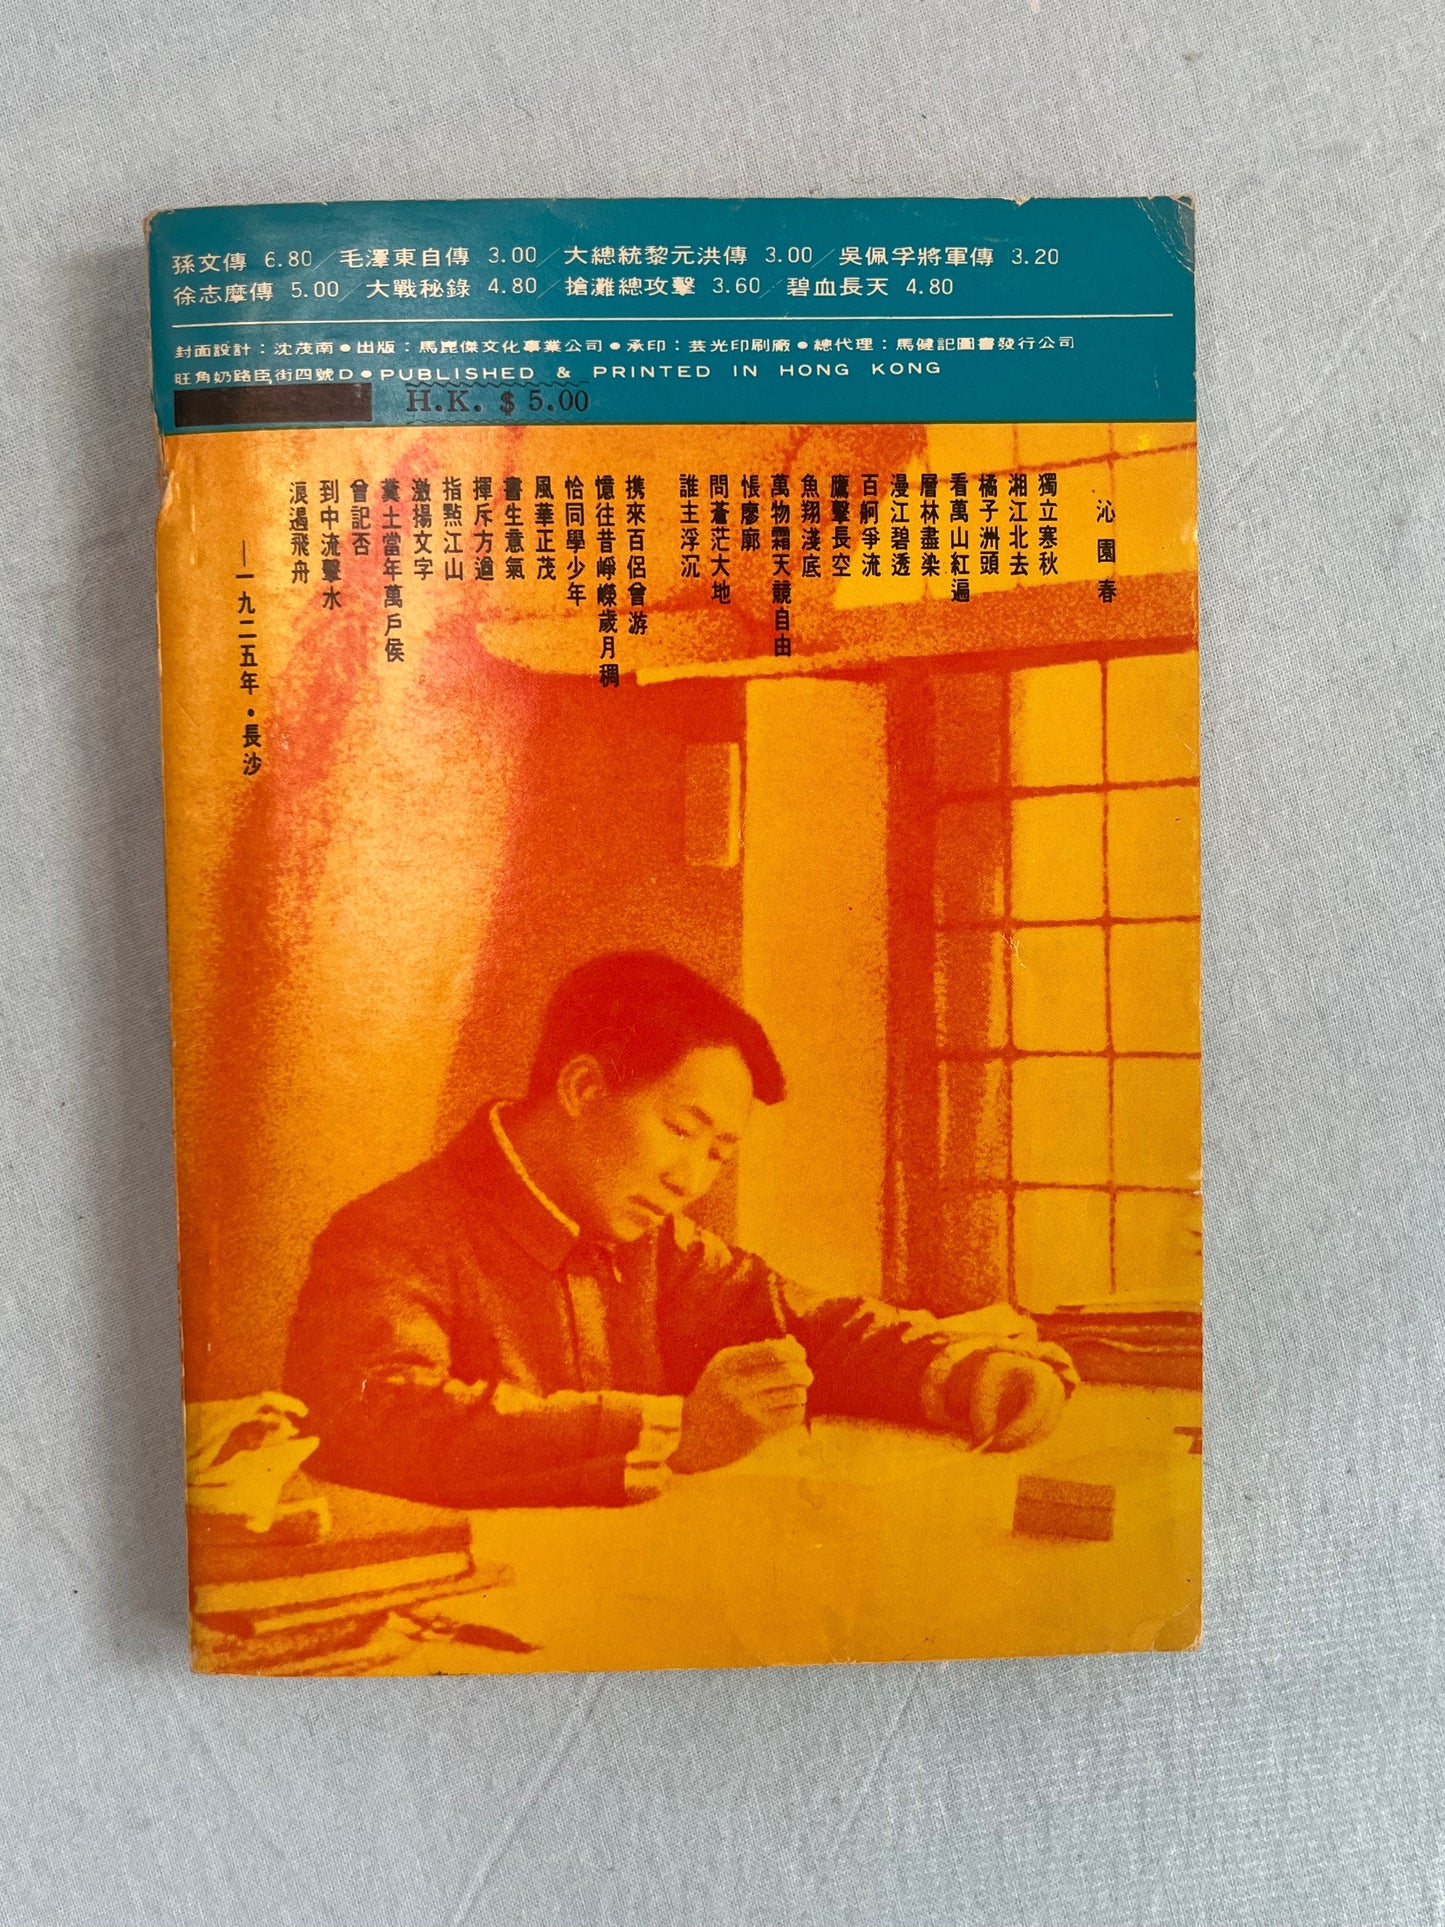 孫文傳 6.80／毛澤東自傳 3.00／大總統黎元洪傳 3.00／吳佩孚將軍傳 3.20
徐志摩傳 5.00／大戰秘錄 4.80／搶灘總攻擊 3.60／碧血長天 4.80
封面設計：沈茂南●出版：馬崑傑文化事業公司●承印：芸光印刷廠●總代理：馬健記圖書發行公司
旺角奶路臣街四號D●PUBLISHED & PRINTED IN HONG KONG
H.K. $ 5.00
沁園春
獨立寒秋
湘江北去
橘子洲頭
看萬山紅遍
層林盡染
漫江碧透
百舸爭流
鷹擊長空
魚翔淺底
萬物霜天競自由
悵廖廓
問蒼茫大地
誰主浮沉
携來百侶曾游
憶往昔崢嶸歲月稠
恰同學少年
風華正茂
書生意氣
揮斥方遒
指點江山
激揚文字
糞土當年萬戶侯
曾記否
到中流擊水
浪遏飛舟
—一九二五年・長沙